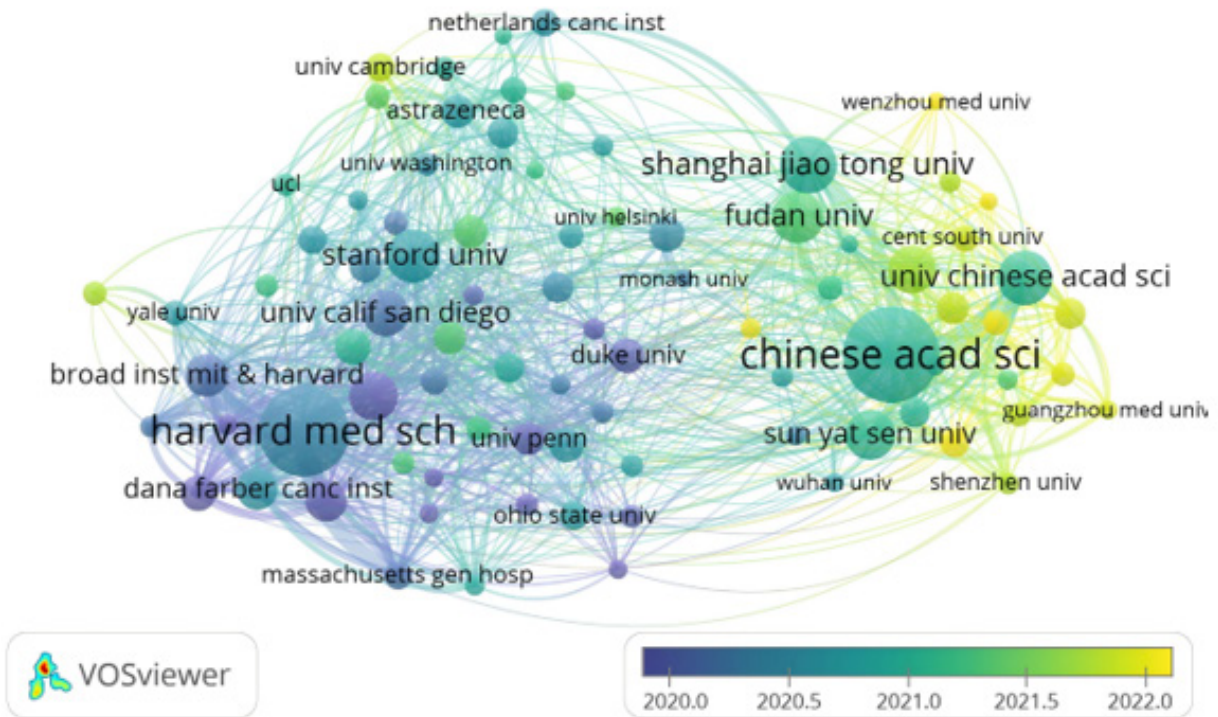 netherlands canc inst
univ cambridge
astrazeneca
wenzhou med univ
univ washington
shanghai jiao tong univ
ucl
univ helsinki
fudan univ
cent south univ
stanford univ
monash univ
univ chinese acad sci
yale univ
univ calif san diego
duke univ
chinese acad sci
broad inst mit & harvard
guangzhou med univ
harvard med sch
univ penn
sun yat sen univ
dana farber canc inst
wuhan univ
shenzhen univ
ohio state univ
massachusetts gen hosp
VOSviewer
2020.0 2020.5 2021.0 2021.5 2022.0